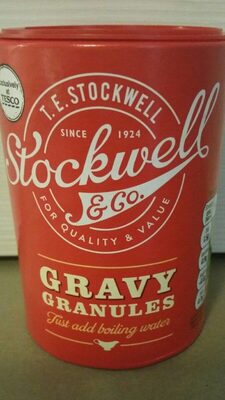 Exclusively at
TESCO
T.E. STOCKWELL
SINCE 1924
Stockwell
& Co.
FOR QUALITY & VALUE
GRAVY
GRANULES
Just add boiling water